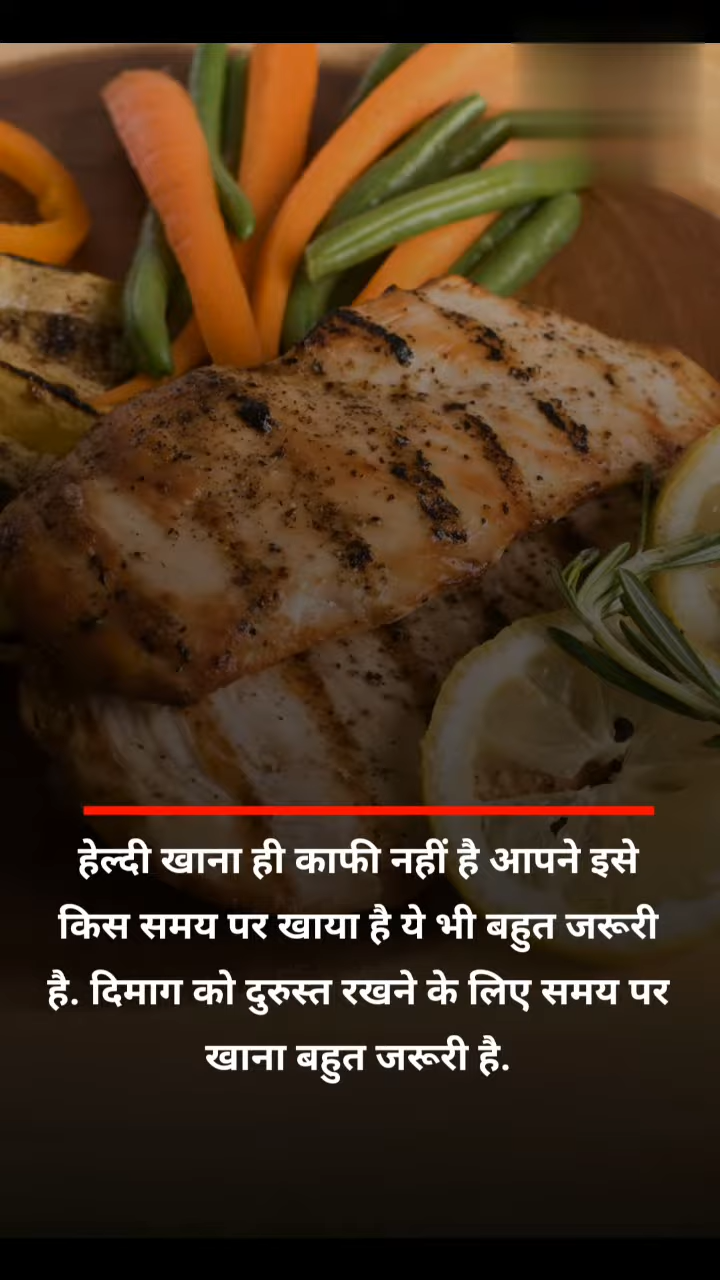 हेल्दी खाना ही काफी नहीं है आपने इसे
किस समय पर खाया है ये भी बहुत जरूरी
है. दिमाग को दुरुस्त रखने के लिए समय पर
खाना बहुत जरूरी है.